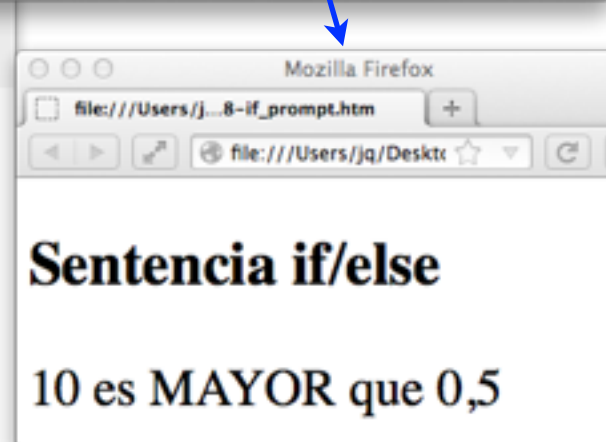 Mozilla Firefox
file:///Users/j...8-if_prompt.htm
file:///Users/jq/Deskt
Sentencia if/else
10 es MAYOR que 0,5